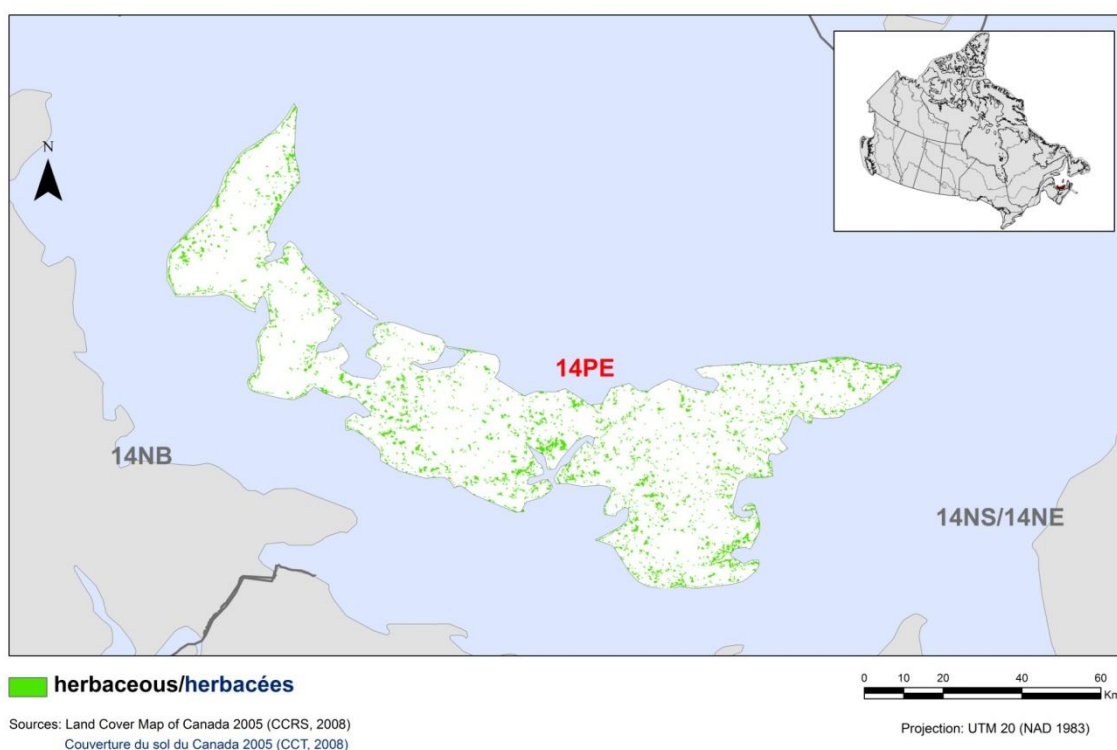 N
14PE
14NB
14NS/14NE
herbaceous/herbacées
0 10 20 40 60
Km
Sources: Land Cover Map of Canada 2005 (CCRS, 2008)
Couverture du sol du Canada 2005 (CCT, 2008)
Projection: UTM 20 (NAD 1983)